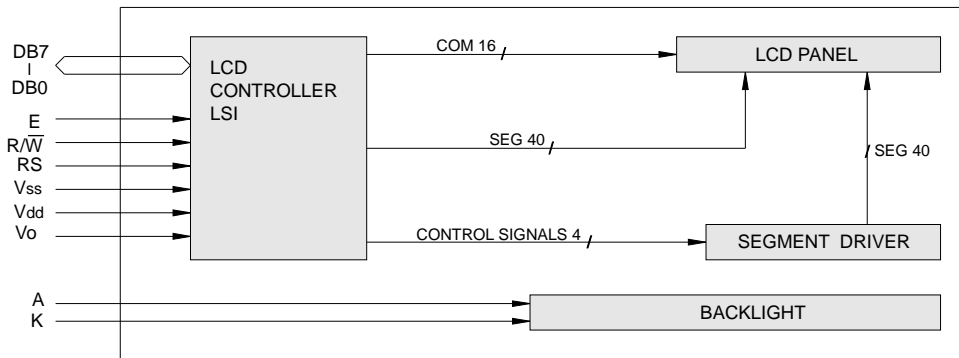 DB7
DB0
E
R/W̅
RS
Vss
Vdd
Vo
A
K
LCD
CONTROLLER
LSI
COM 16
LCD PANEL
SEG 40
SEG 40
CONTROL SIGNALS 4
SEGMENT DRIVER
BACKLIGHT